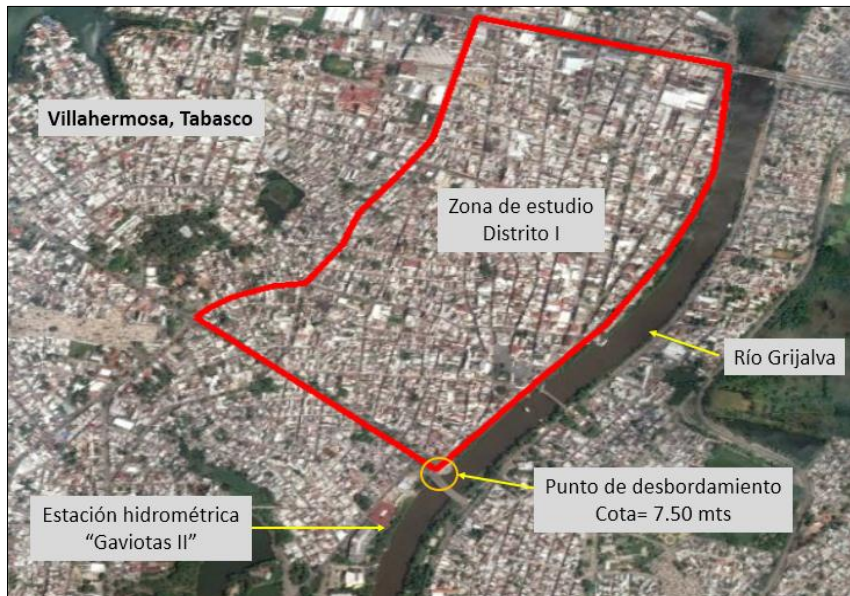 Villahermosa, Tabasco
Zona de estudio
Distrito I
Río Grijalva
Punto de desbordamiento
Cota= 7.50 mts
Estación hidrométrica
“Gaviotas II”